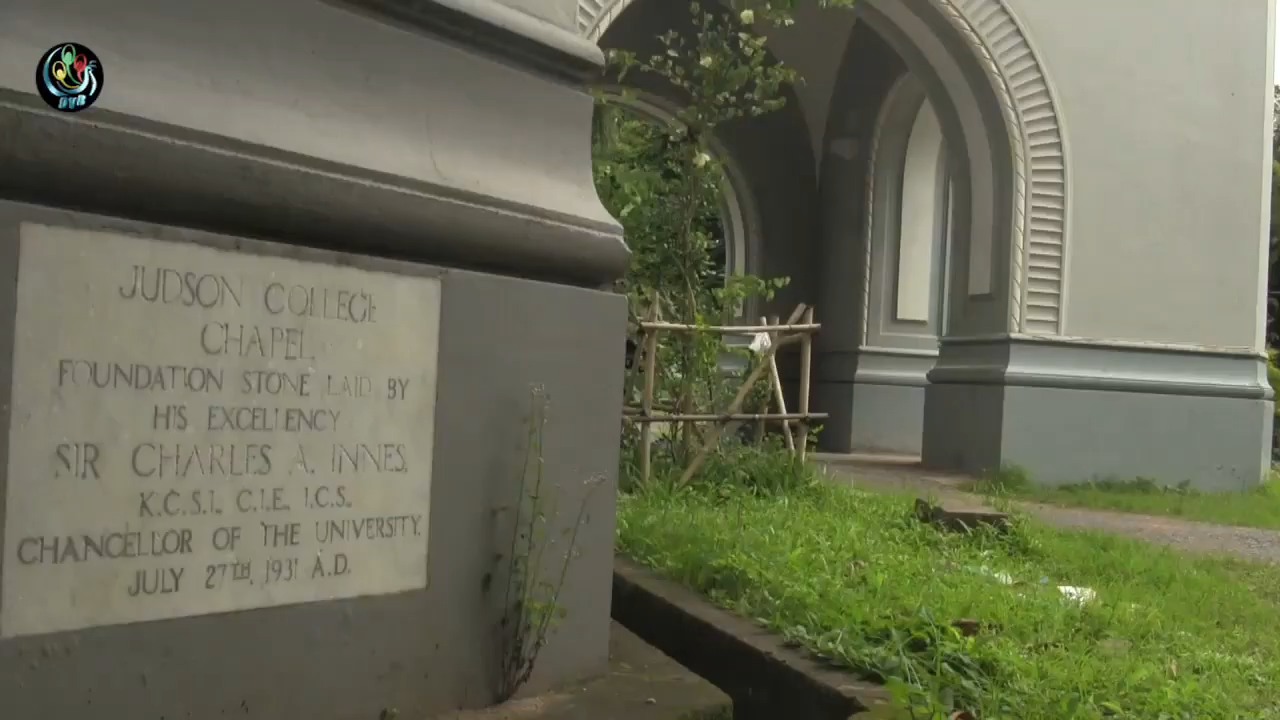 DVB
JUDSON COLLEGE
CHAPEL
FOUNDATION STONE LAID BY
HIS EXCELLENCY
SIR CHARLES A. INNES,
K.C.S.I., C.I.E., I.C.S.
CHANCELLOR OF THE UNIVERSITY.
JULY 27TH, 1931 A.D.